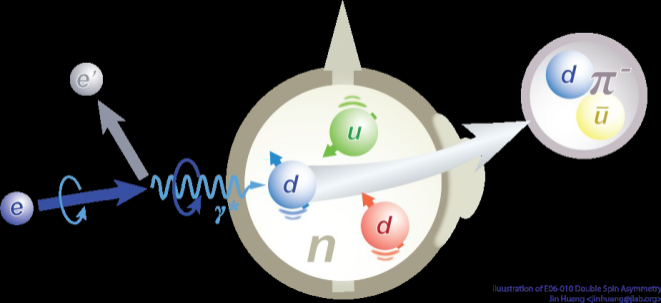 e′
e
γ*
d
u
d
n
d
π⁻
ū
Illustration of E06-010 Double Spin Asymmetry
Jin Huang <jinhuang@jlab.org>